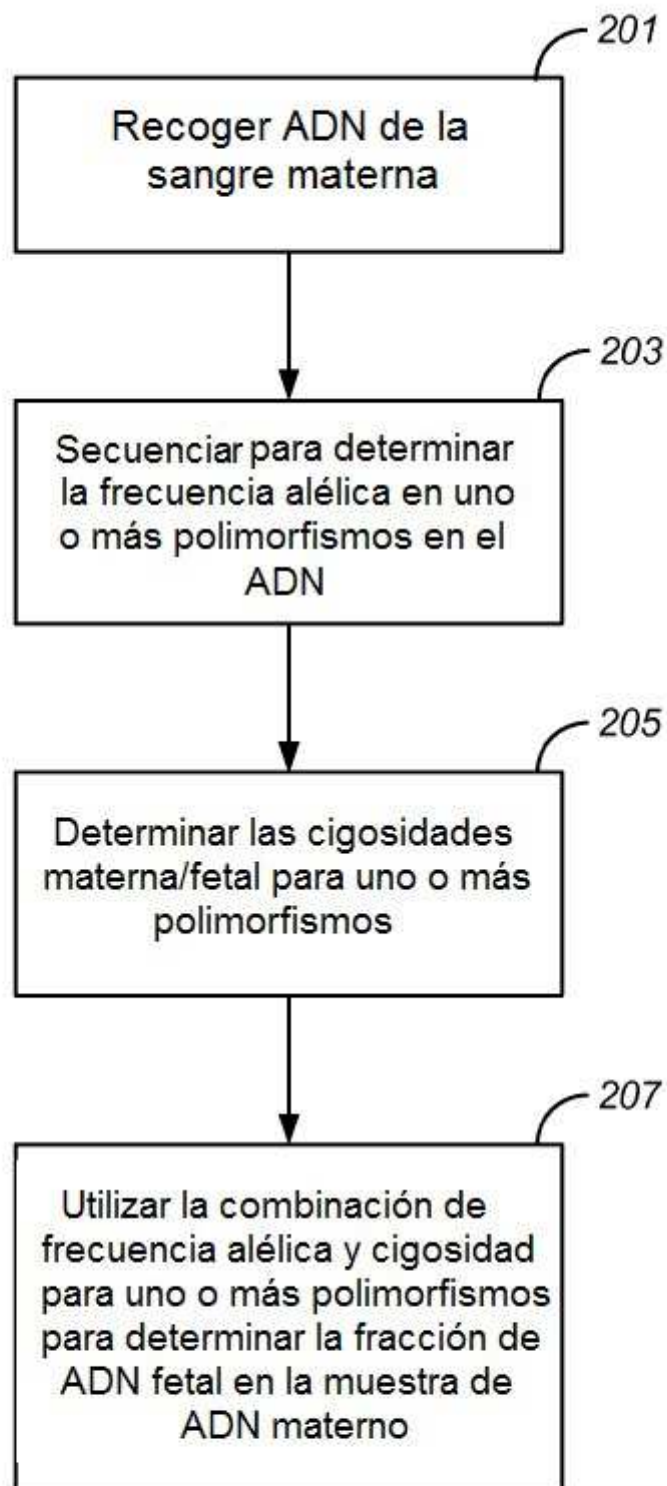 201
Recoger ADN de la
sangre materna
203
Secuenciar para determinar
la frecuencia alélica en uno
o más polimorfismos en el
ADN
205
Determinar las cigosidades
materna/fetal para uno o más
polimorfismos
207
Utilizar la combinación de
frecuencia alélica y cigosidad
para uno o más polimorfismos
para determinar la fracción de
ADN fetal en la muestra de
ADN materno